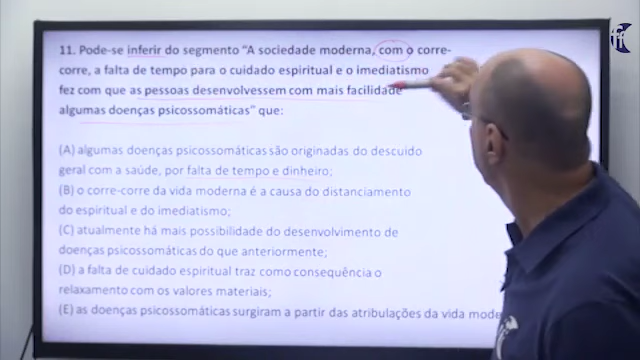 11. Pode-se inferir do segmento "A sociedade moderna, com o corre-
corre, a falta de tempo para o cuidado espiritual e o imediatismo
fez com que as pessoas desenvolvessem com mais facilidade
algumas doenças psicossomáticas" que:
(A) algumas doenças psicossomáticas são originadas do descuido
geral com a saúde, por falta de tempo e dinheiro;
(B) o corre-corre da vida moderna é a causa do distanciamento
do espiritual e do imediatismo;
(C) atualmente há mais possibilidade do desenvolvimento de
doenças psicossomáticas do que anteriormente;
(D) a falta de cuidado espiritual traz como consequência o
relaxamento com os valores materiais;
(E) as doenças psicossomáticas surgiram a partir das atribulações da vida mode